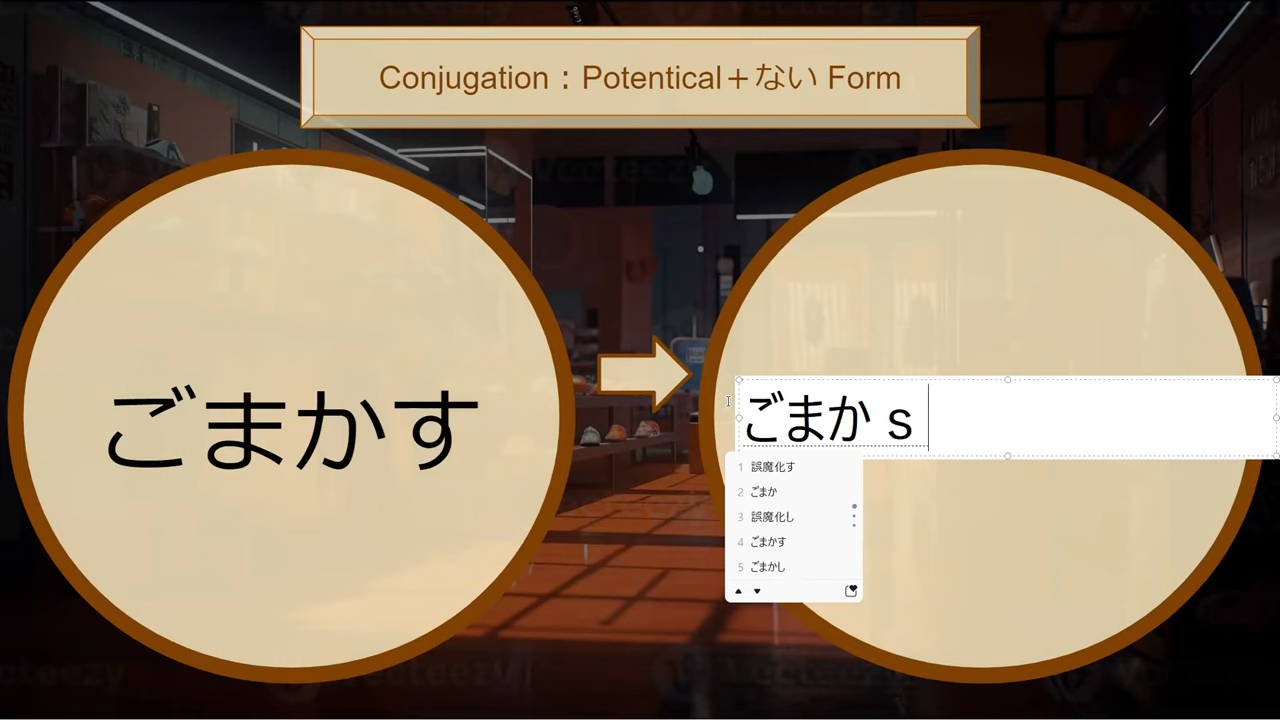 Conjugation：Potentical＋ない Form
ごまかす
ごまかｓ
1 誤魔化す
2 ごまか
3 誤魔化し
4 ごまかす
5 ごまかし